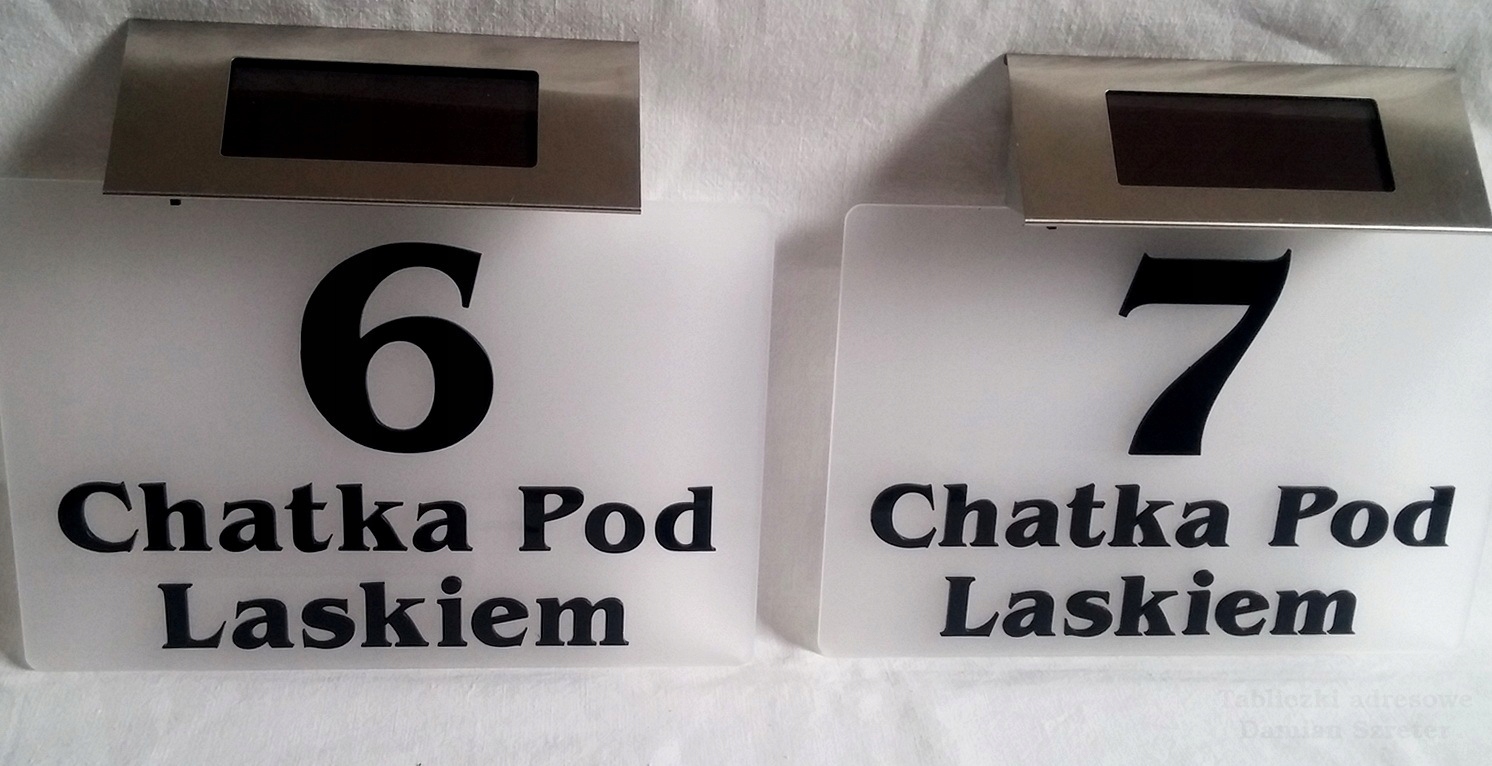 6
Chatka Pod
Laskiem
7
Chatka Pod
Laskiem
Tabliczki adresowe
Damian Szreter